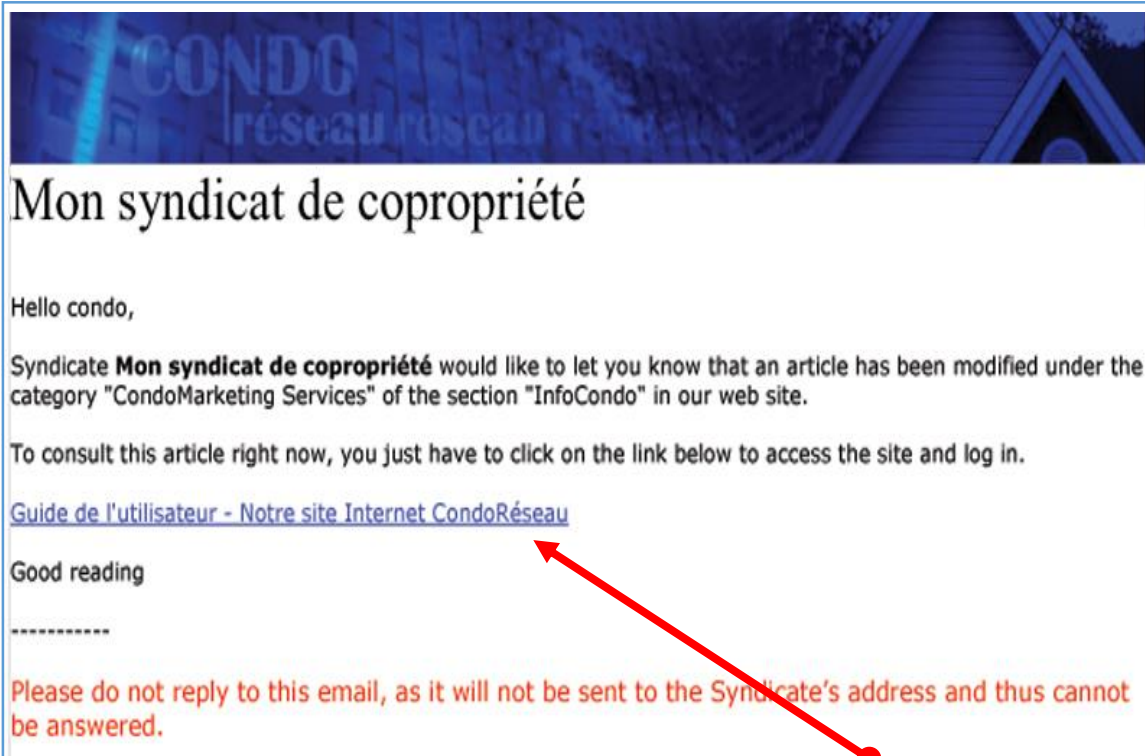 CONDO
réseau réseau
Mon syndicat de copropriété
Hello condo,
Syndicate Mon syndicat de copropriété would like to let you know that an article has been modified under the
category "CondoMarketing Services" of the section "InfoCondo" in our web site.
To consult this article right now, you just have to click on the link below to access the site and log in.
Guide de l'utilisateur - Notre site Internet CondoRéseau
Good reading
-----------
Please do not reply to this email, as it will not be sent to the Syndicate’s address and thus cannot
be answered.